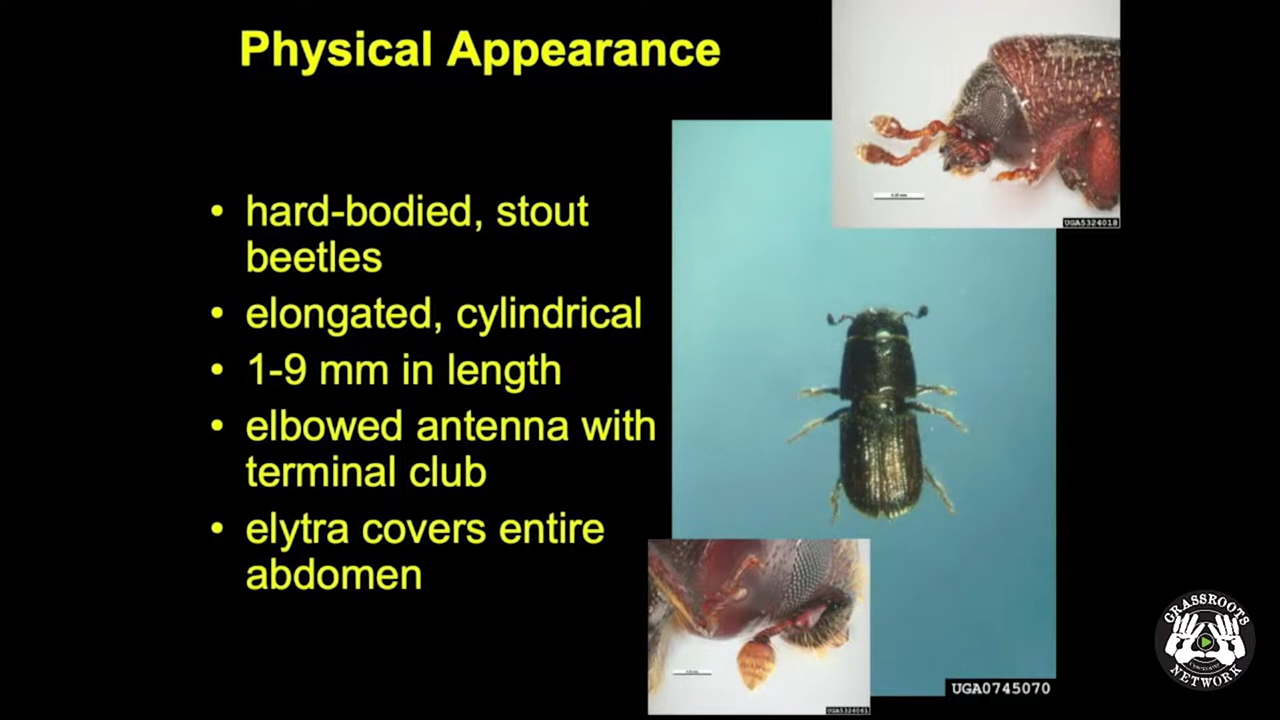 Physical Appearance
• hard-bodied, stout
beetles
• elongated, cylindrical
• 1-9 mm in length
• elbowed antenna with
terminal club
• elytra covers entire
abdomen
UGA5324018
UGA0745070
GRASSROOTS
NETWORK